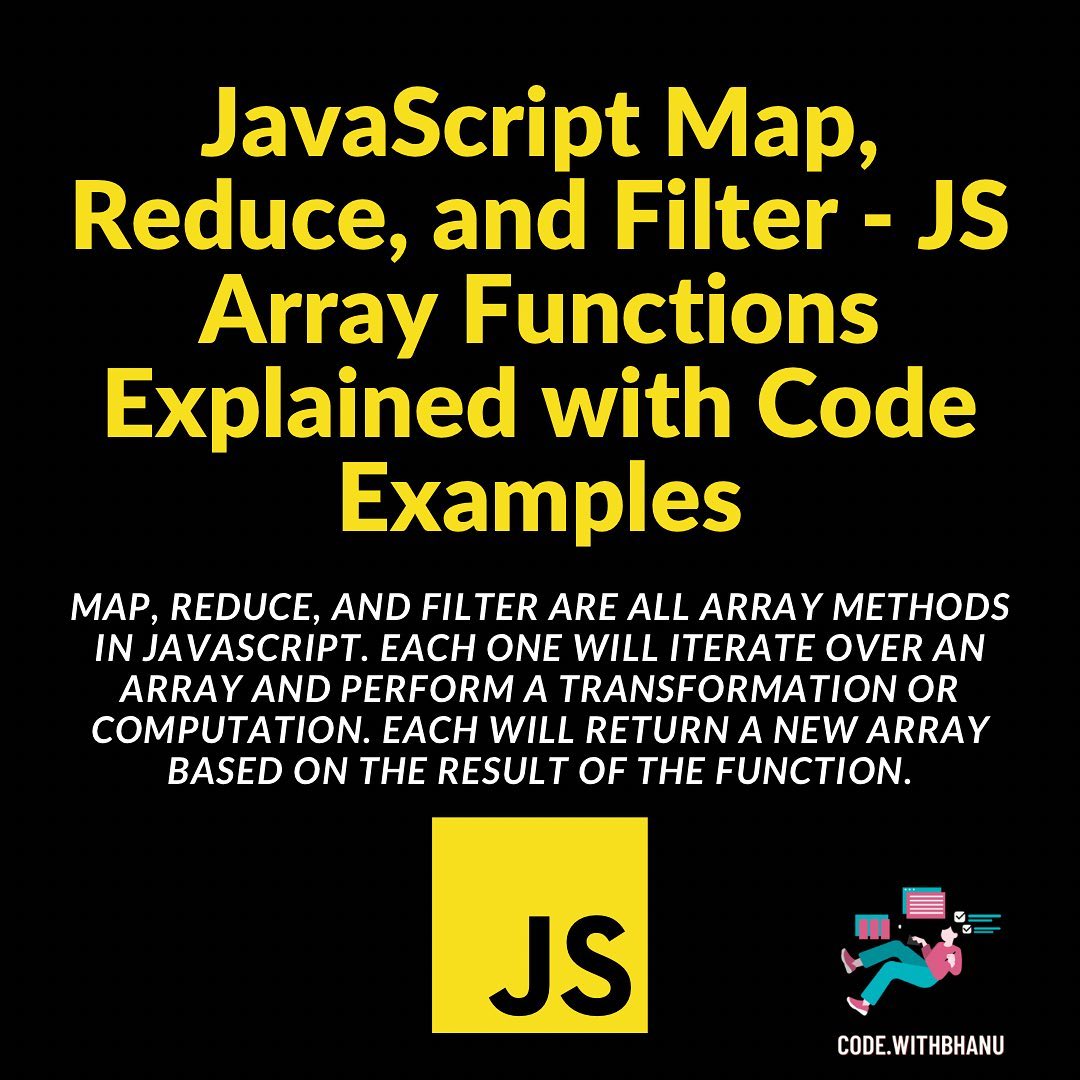 JavaScript Map,
Reduce, and Filter - JS
Array Functions
Explained with Code
Examples
MAP, REDUCE, AND FILTER ARE ALL ARRAY METHODS
IN JAVASCRIPT. EACH ONE WILL ITERATE OVER AN
ARRAY AND PERFORM A TRANSFORMATION OR
COMPUTATION. EACH WILL RETURN A NEW ARRAY
BASED ON THE RESULT OF THE FUNCTION.
JS
CODE.WITHBHANU